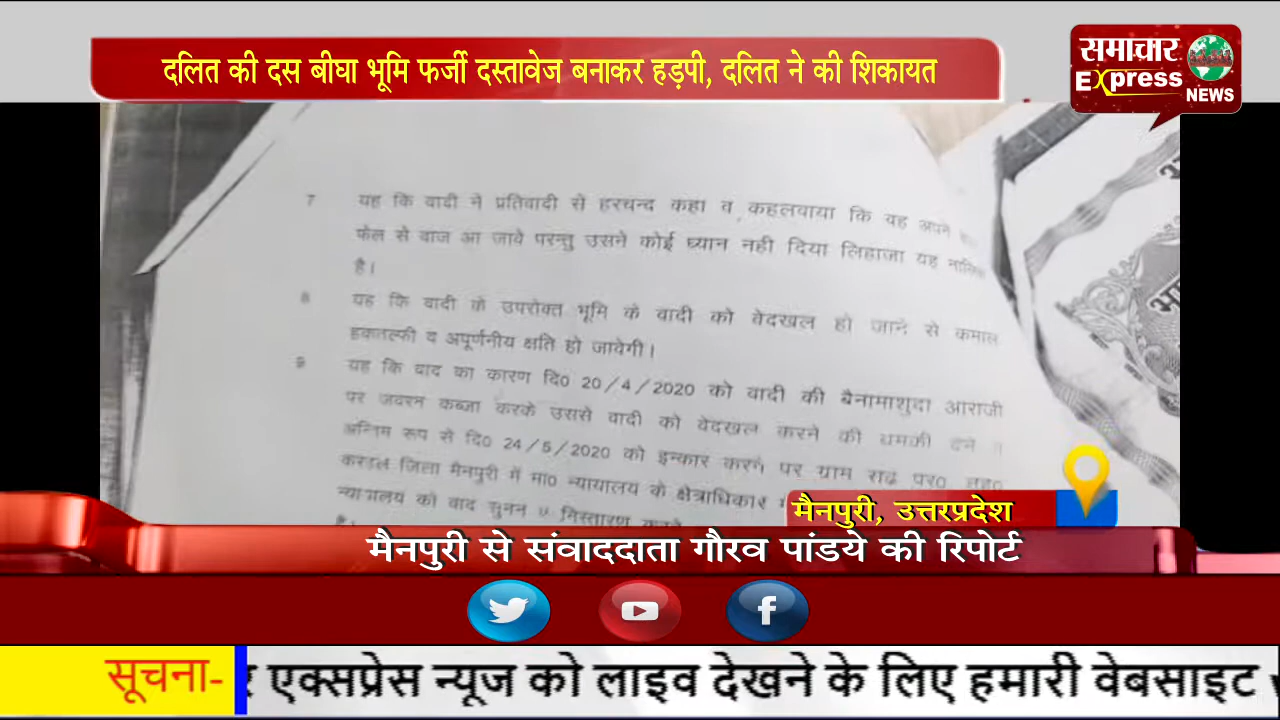 दलित की दस बीघा भूमि फर्जी दस्तावेज बनाकर हड़पी, दलित ने की शिकायत
समाचार
Express
NEWS
7 यह कि वादी ने प्रतिवादी से हरचन्द कहा व कहलवाया कि वह अपने
फेल से बाज आ जावे परन्तु उसने कोई ध्यान नही दिया लिहाजा यह
है।
8 यह कि वादी के उपरोक्त भूमि के वादी को वेदखल हो जाने से कमाल
हकतल्फी व अपूर्णनीय क्षति हो जावेगी।
9 यह कि वाद का कारण दि0 20/4/2020 को वादी की बैनामाशुदा आराजी
पर जबरन कब्जा करके उससे वादी को वेदखल करने की धमकी देने
अन्तिम रूप से दि0 24/5/2020 को इन्कार करने पर ग्राम
करहल जिला मैनपुरी में मा0 न्यायालय के क्षेत्राधिकार
न्यायालय को वाद सुनने व निस्तारण करने
है।
मैनपुरी, उत्तरप्रदेश
मैनपुरी से संवाददाता गौरव पांडये की रिपोर्ट
सूचना- एक्सप्रेस न्यूज को लाइव देखने के लिए हमारी वेबसाइट